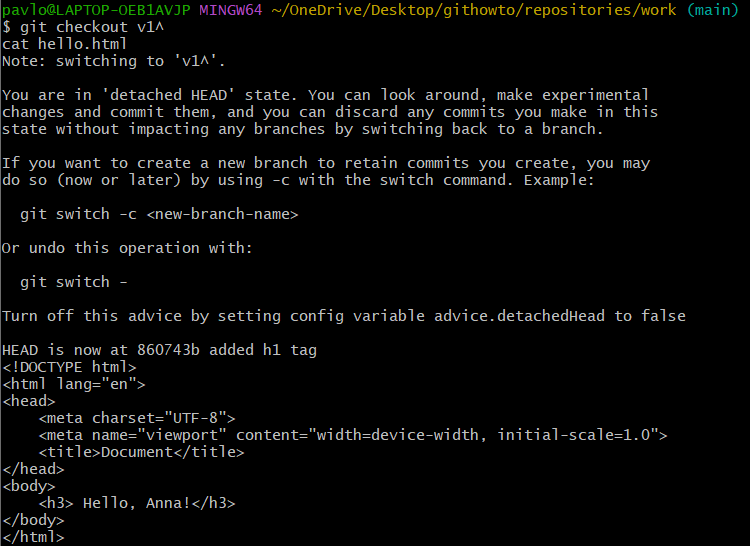 pavlo@LAPTOP-OEB1AVJP MINGW64 ~/OneDrive/Desktop/githowto/repositories/work (main)
$ git checkout v1^
cat hello.html
Note: switching to 'v1^'.

You are in 'detached HEAD' state. You can look around, make experimental
changes and commit them, and you can discard any commits you make in this
state without impacting any branches by switching back to a branch.

If you want to create a new branch to retain commits you create, you may
do so (now or later) by using -c with the switch command. Example:

  git switch -c <new-branch-name>

Or undo this operation with:

  git switch -

Turn off this advice by setting config variable advice.detachedHead to false

HEAD is now at 860743b added h1 tag
<!DOCTYPE html>
<html lang="en">
<head>
    <meta charset="UTF-8">
    <meta name="viewport" content="width=device-width, initial-scale=1.0">
    <title>Document</title>
</head>
<body>
    <h3> Hello, Anna!</h3>
</body>
</html>